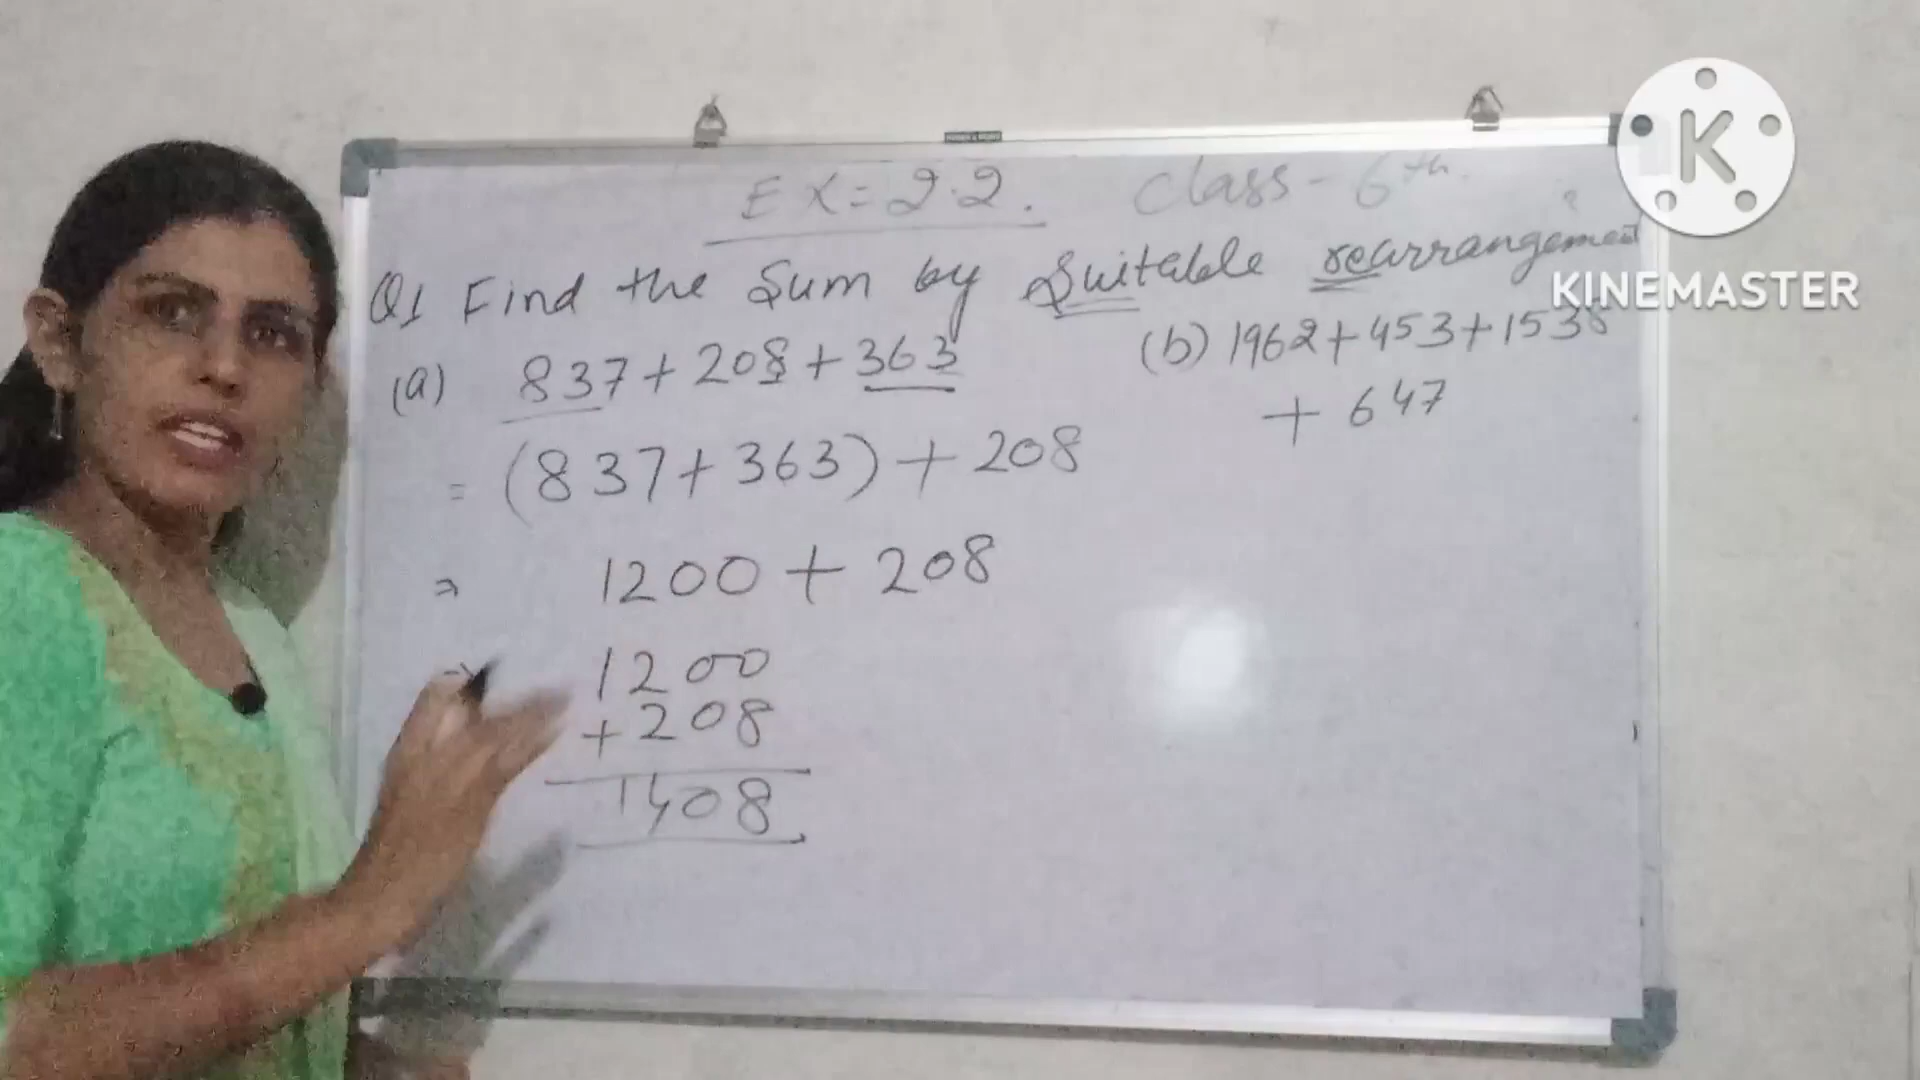 EX = 2.2. Class - 6th.
Q1 Find the Sum by Suitable rearrangement
(a) 837 + 208 + 363
(b) 1962 + 453 + 1538
+ 647
= (837 + 363) + 208
= 1200 + 208
1200
+ 208
1408
K
KINEMASTER